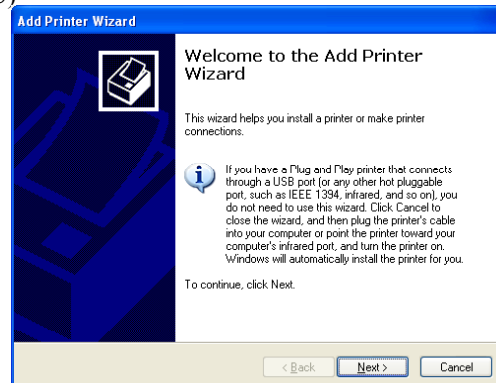 Add Printer Wizard
Welcome to the Add Printer
Wizard
This wizard helps you install a printer or make printer
connections.
If you have a Plug and Play printer that connects
through a USB port (or any other hot pluggable
port, such as IEEE 1394, infrared, and so on), you
do not need to use this wizard. Click Cancel to
close the wizard, and then plug the printer's cable
into your computer or point the printer toward your
computer's infrared port, and turn the printer on.
Windows will automatically install the printer for you.
To continue, click Next.
< Back
Next >
Cancel